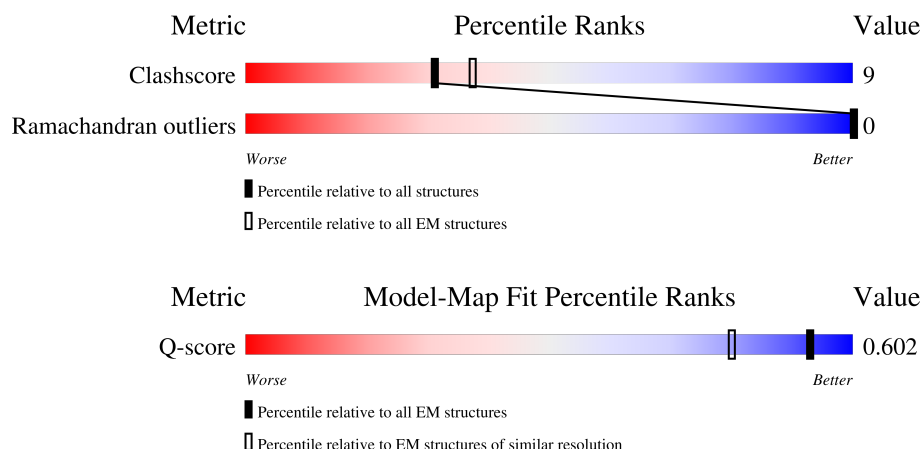 Metric Percentile Ranks Value
Clashscore 9
Ramachandran outliers 0
Worse Better
Percentile relative to all structures
Percentile relative to all EM structures
Metric Model-Map Fit Percentile Ranks Value
Q-score 0.602
Worse Better
Percentile relative to all EM structures
Percentile relative to EM structures of similar resolution